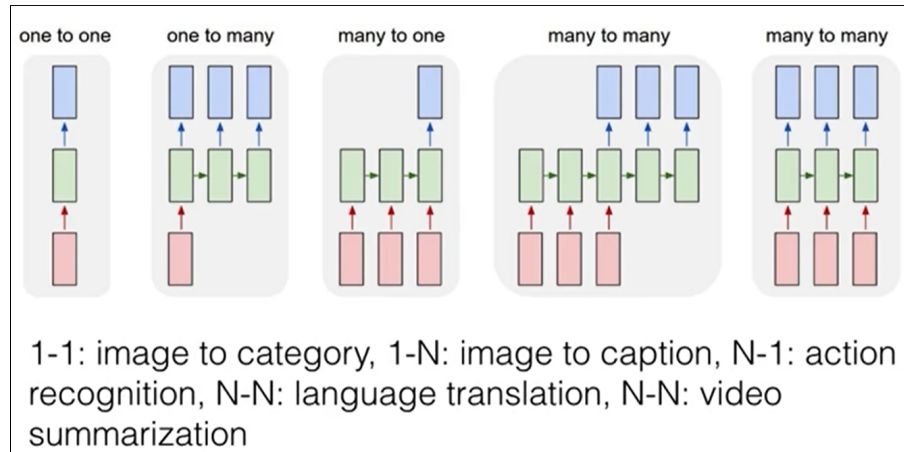 one to one
one to many
many to one
many to many
many to many
1-1: image to category, 1-N: image to caption, N-1: action
recognition, N-N: language translation, N-N: video
summarization